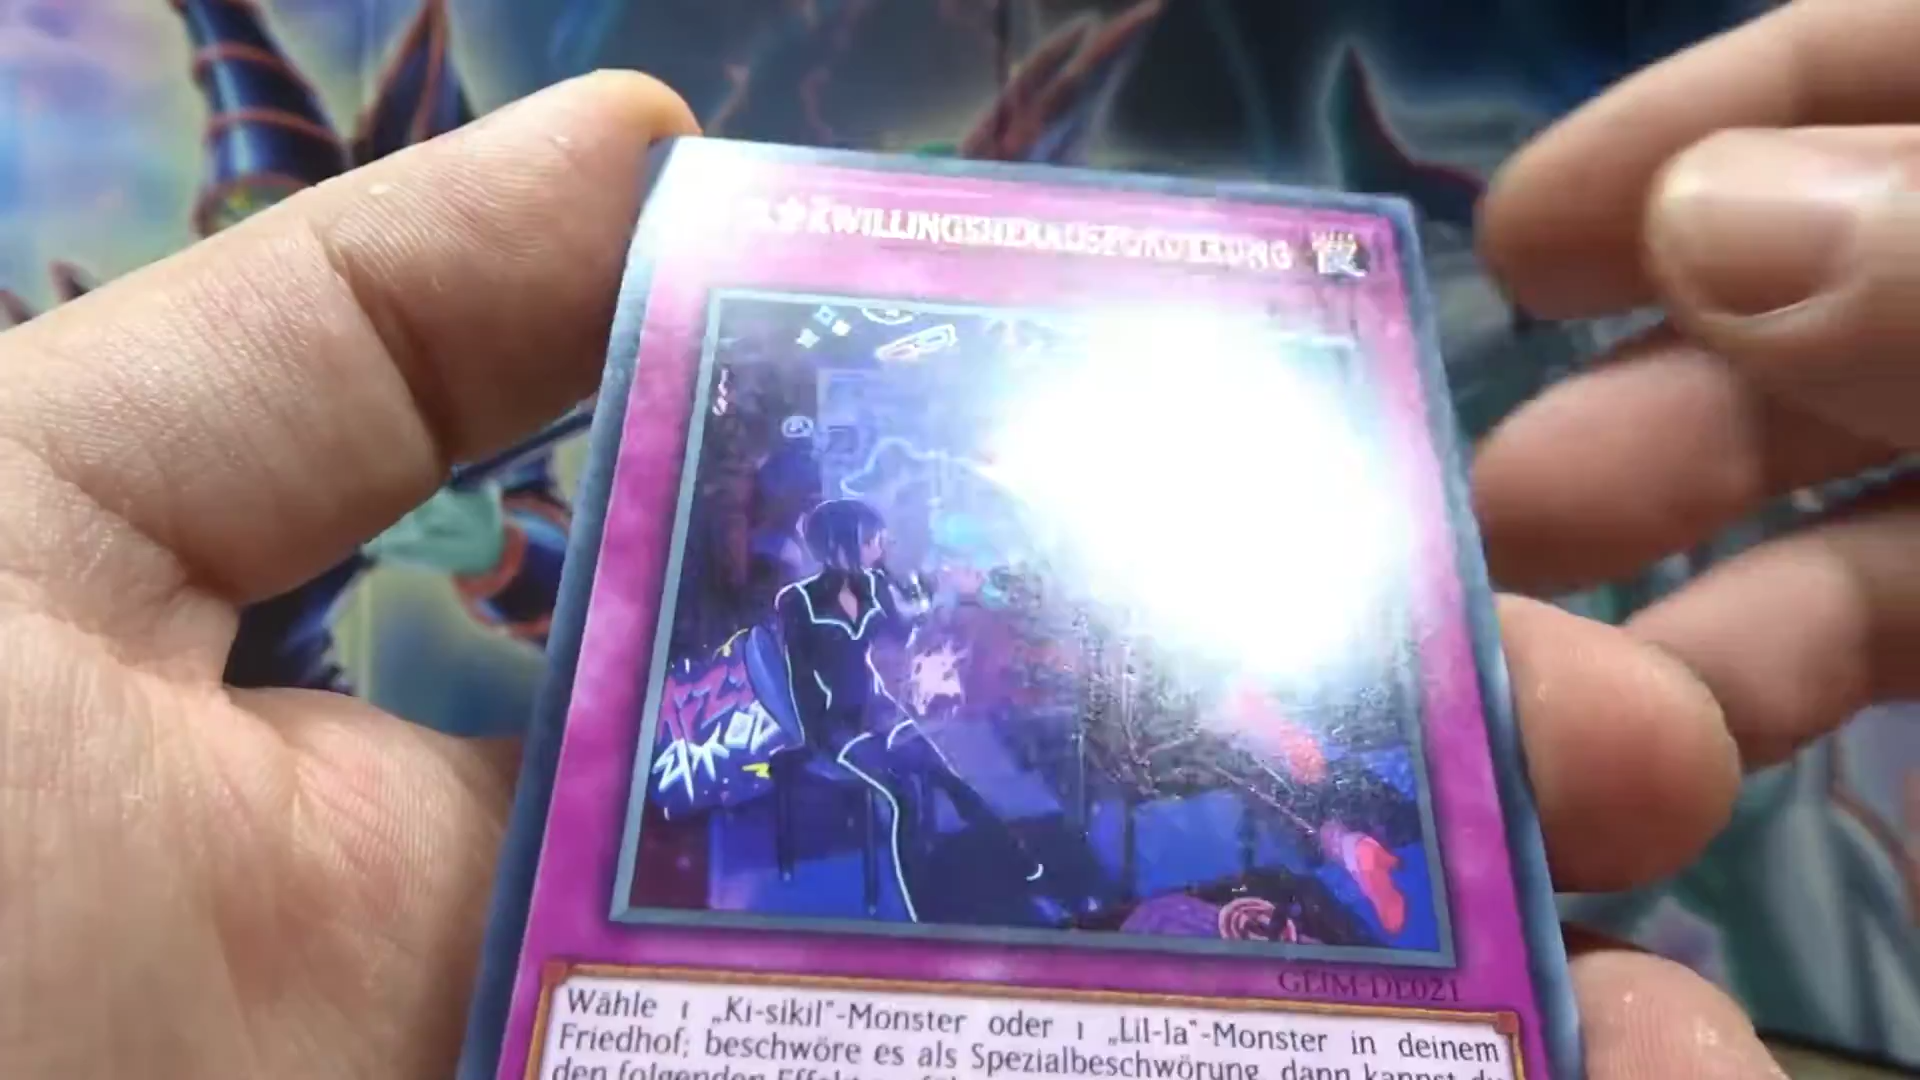 ZWILLINGSHERAUSFORDERUNG
GEIM-DE021
Wähle 1 „Ki-sikil"-Monster oder 1 „Lil-la"-Monster in deinem
Friedhof; beschwöre es als Spezialbeschwörung, dann kannst du
den folgenden